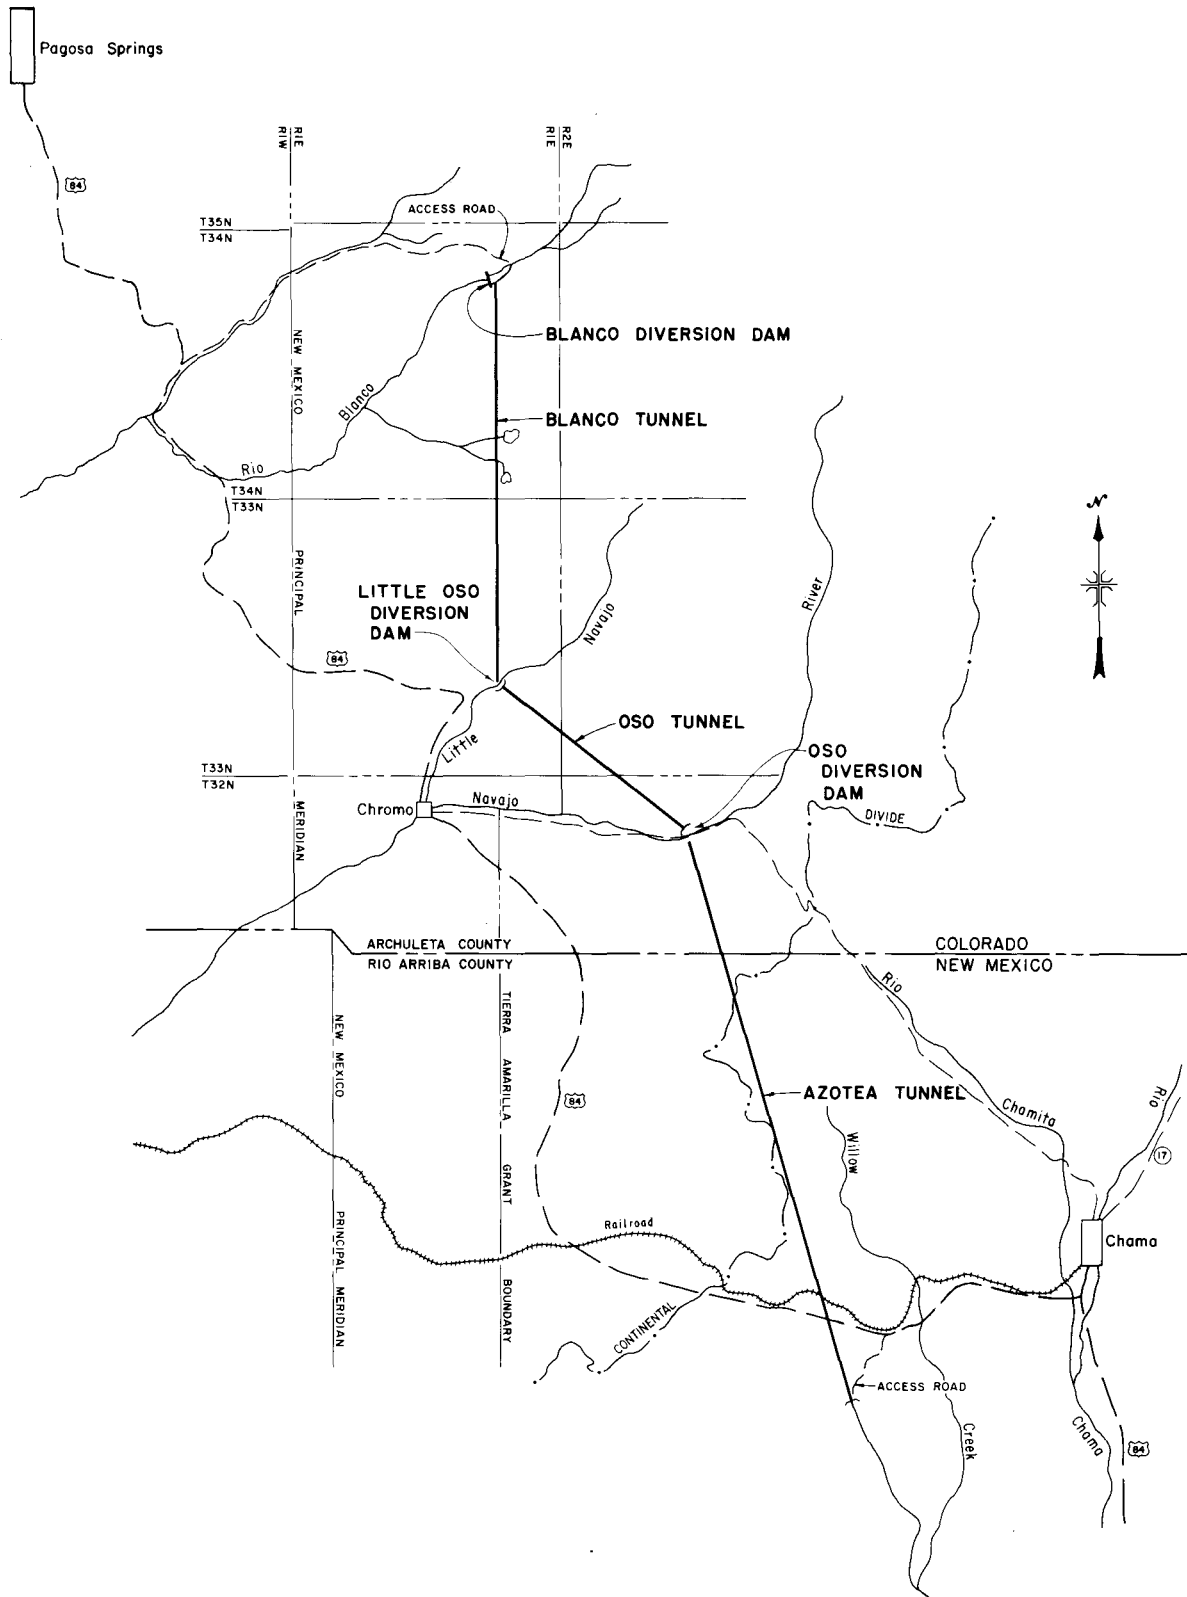 Pagosa Springs
84
R1E
R1W
R2E
R1E
ACCESS ROAD
T35N
T34N
BLANCO DIVERSION DAM
NEW MEXICO
Blanco
BLANCO TUNNEL
Rio
T34N
T33N
N
PRINCIPAL
LITTLE OSO
DIVERSION
DAM
Navajo
River
84
OSO TUNNEL
Little
OSO
DIVERSION
DAM
T33N
T32N
Navajo
Chromo
MERIDIAN
DIVIDE
ARCHULETA COUNTY
RIO ARRIBA COUNTY
COLORADO
NEW MEXICO
Rio
NEW MEXICO
TIERRA AMARILLA GRANT BOUNDARY
84
AZOTEA TUNNEL
Chamita
Rio
Willow
17
PRINCIPAL MERIDIAN
Railroad
Chama
CONTINENTAL
ACCESS ROAD
Creek
Chama
84